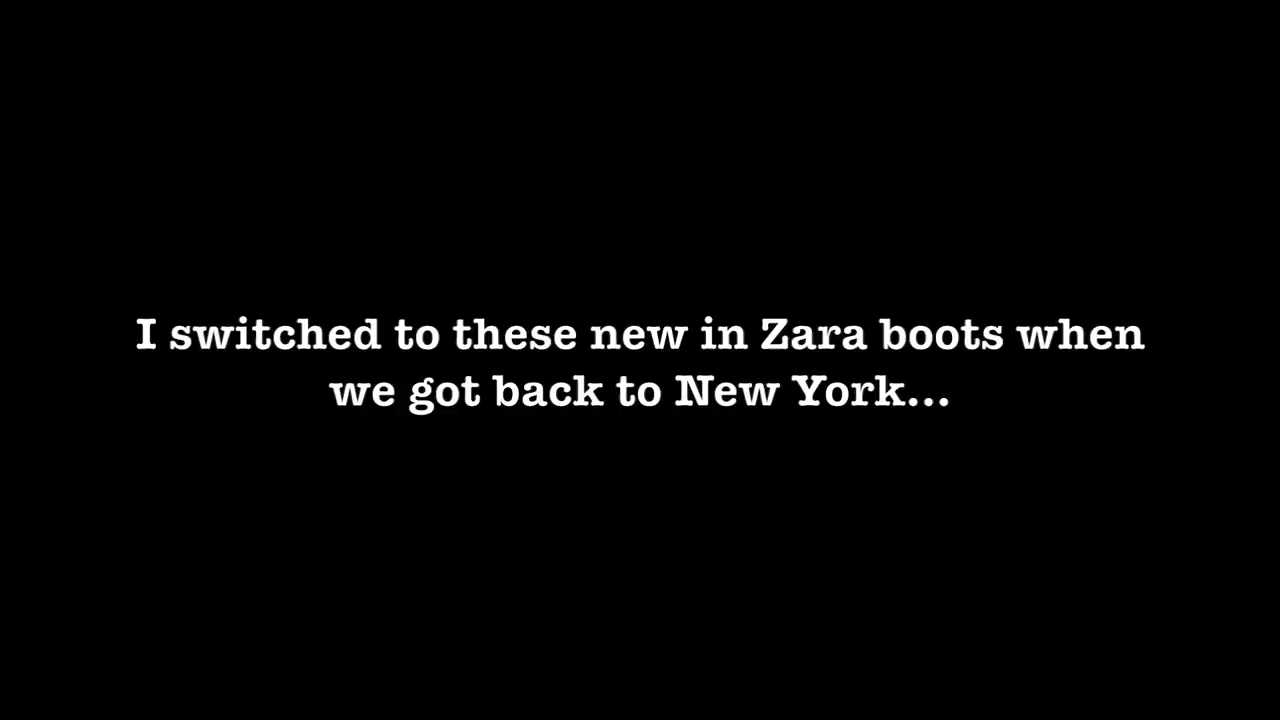 I switched to these new in Zara boots when
we got back to New York...